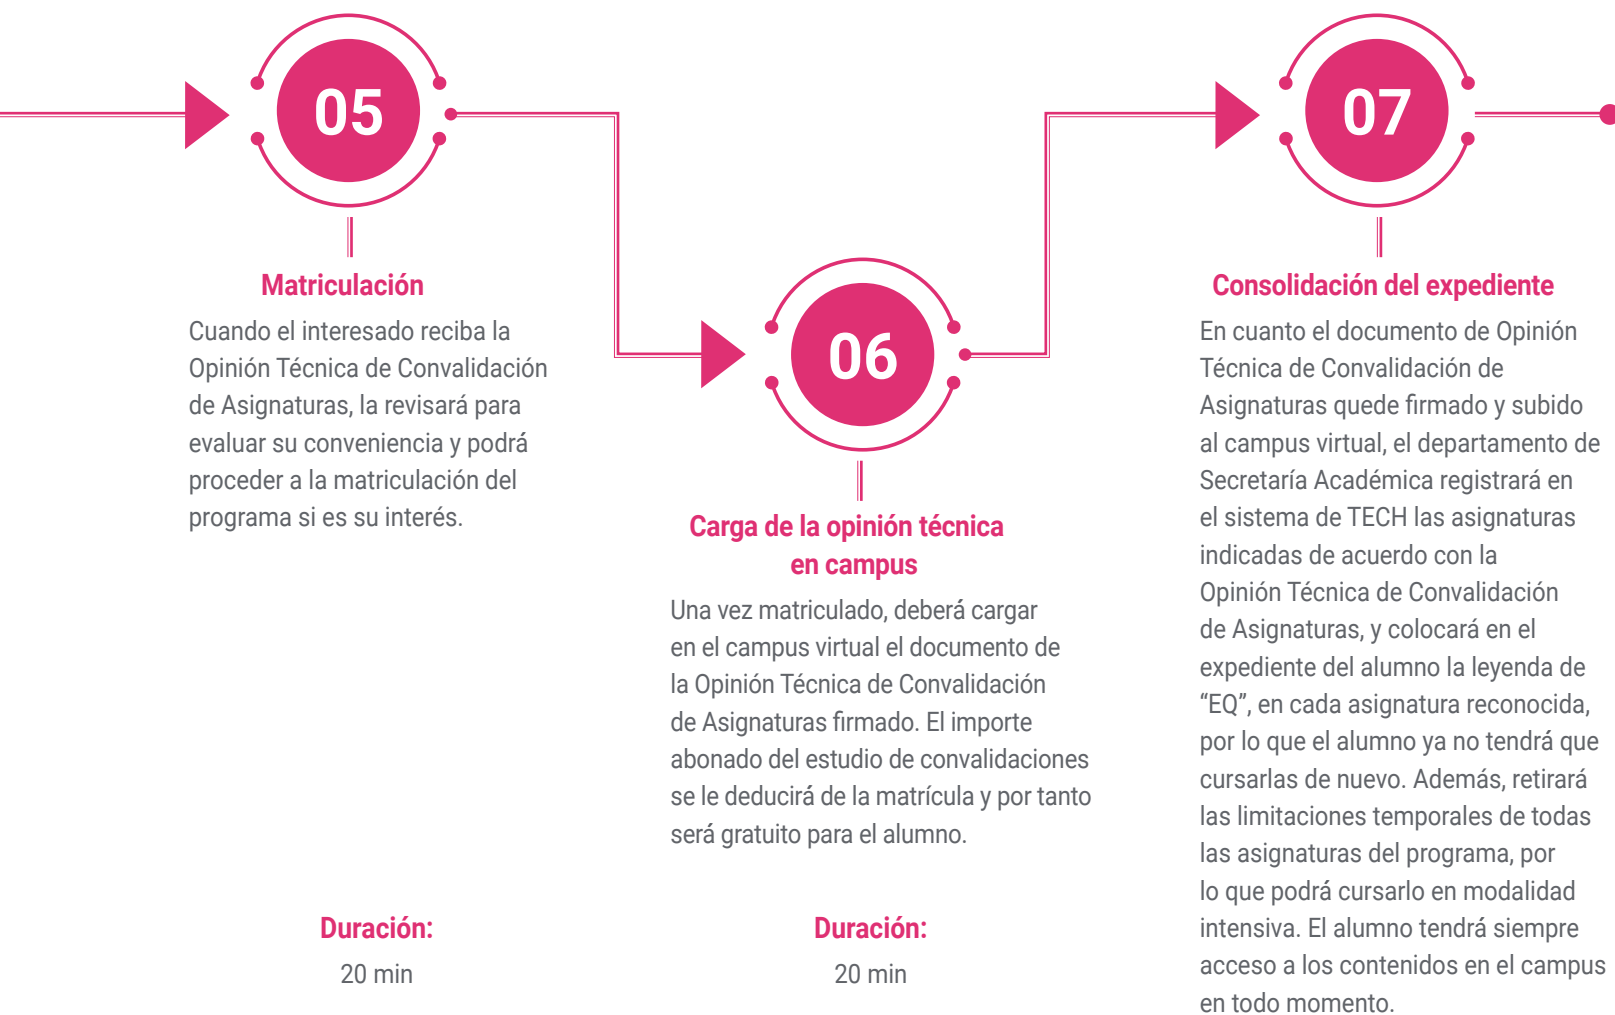 05
Matriculación
Cuando el interesado reciba la
Opinión Técnica de Convalidación
de Asignaturas, la revisará para
evaluar su conveniencia y podrá
proceder a la matriculación del
programa si es su interés.
Duración:
20 min
06
Carga de la opinión técnica
en campus
Una vez matriculado, deberá cargar
en el campus virtual el documento de
la Opinión Técnica de Convalidación
de Asignaturas firmado. El importe
abonado del estudio de convalidaciones
se le deducirá de la matrícula y por tanto
será gratuito para el alumno.
Duración:
20 min
07
Consolidación del expediente
En cuanto el documento de Opinión
Técnica de Convalidación de
Asignaturas quede firmado y subido
al campus virtual, el departamento de
Secretaría Académica registrará en
el sistema de TECH las asignaturas
indicadas de acuerdo con la
Opinión Técnica de Convalidación
de Asignaturas, y colocará en el
expediente del alumno la leyenda de
“EQ”, en cada asignatura reconocida,
por lo que el alumno ya no tendrá que
cursarlas de nuevo. Además, retirará
las limitaciones temporales de todas
las asignaturas del programa, por
lo que podrá cursarlo en modalidad
intensiva. El alumno tendrá siempre
acceso a los contenidos en el campus
en todo momento.